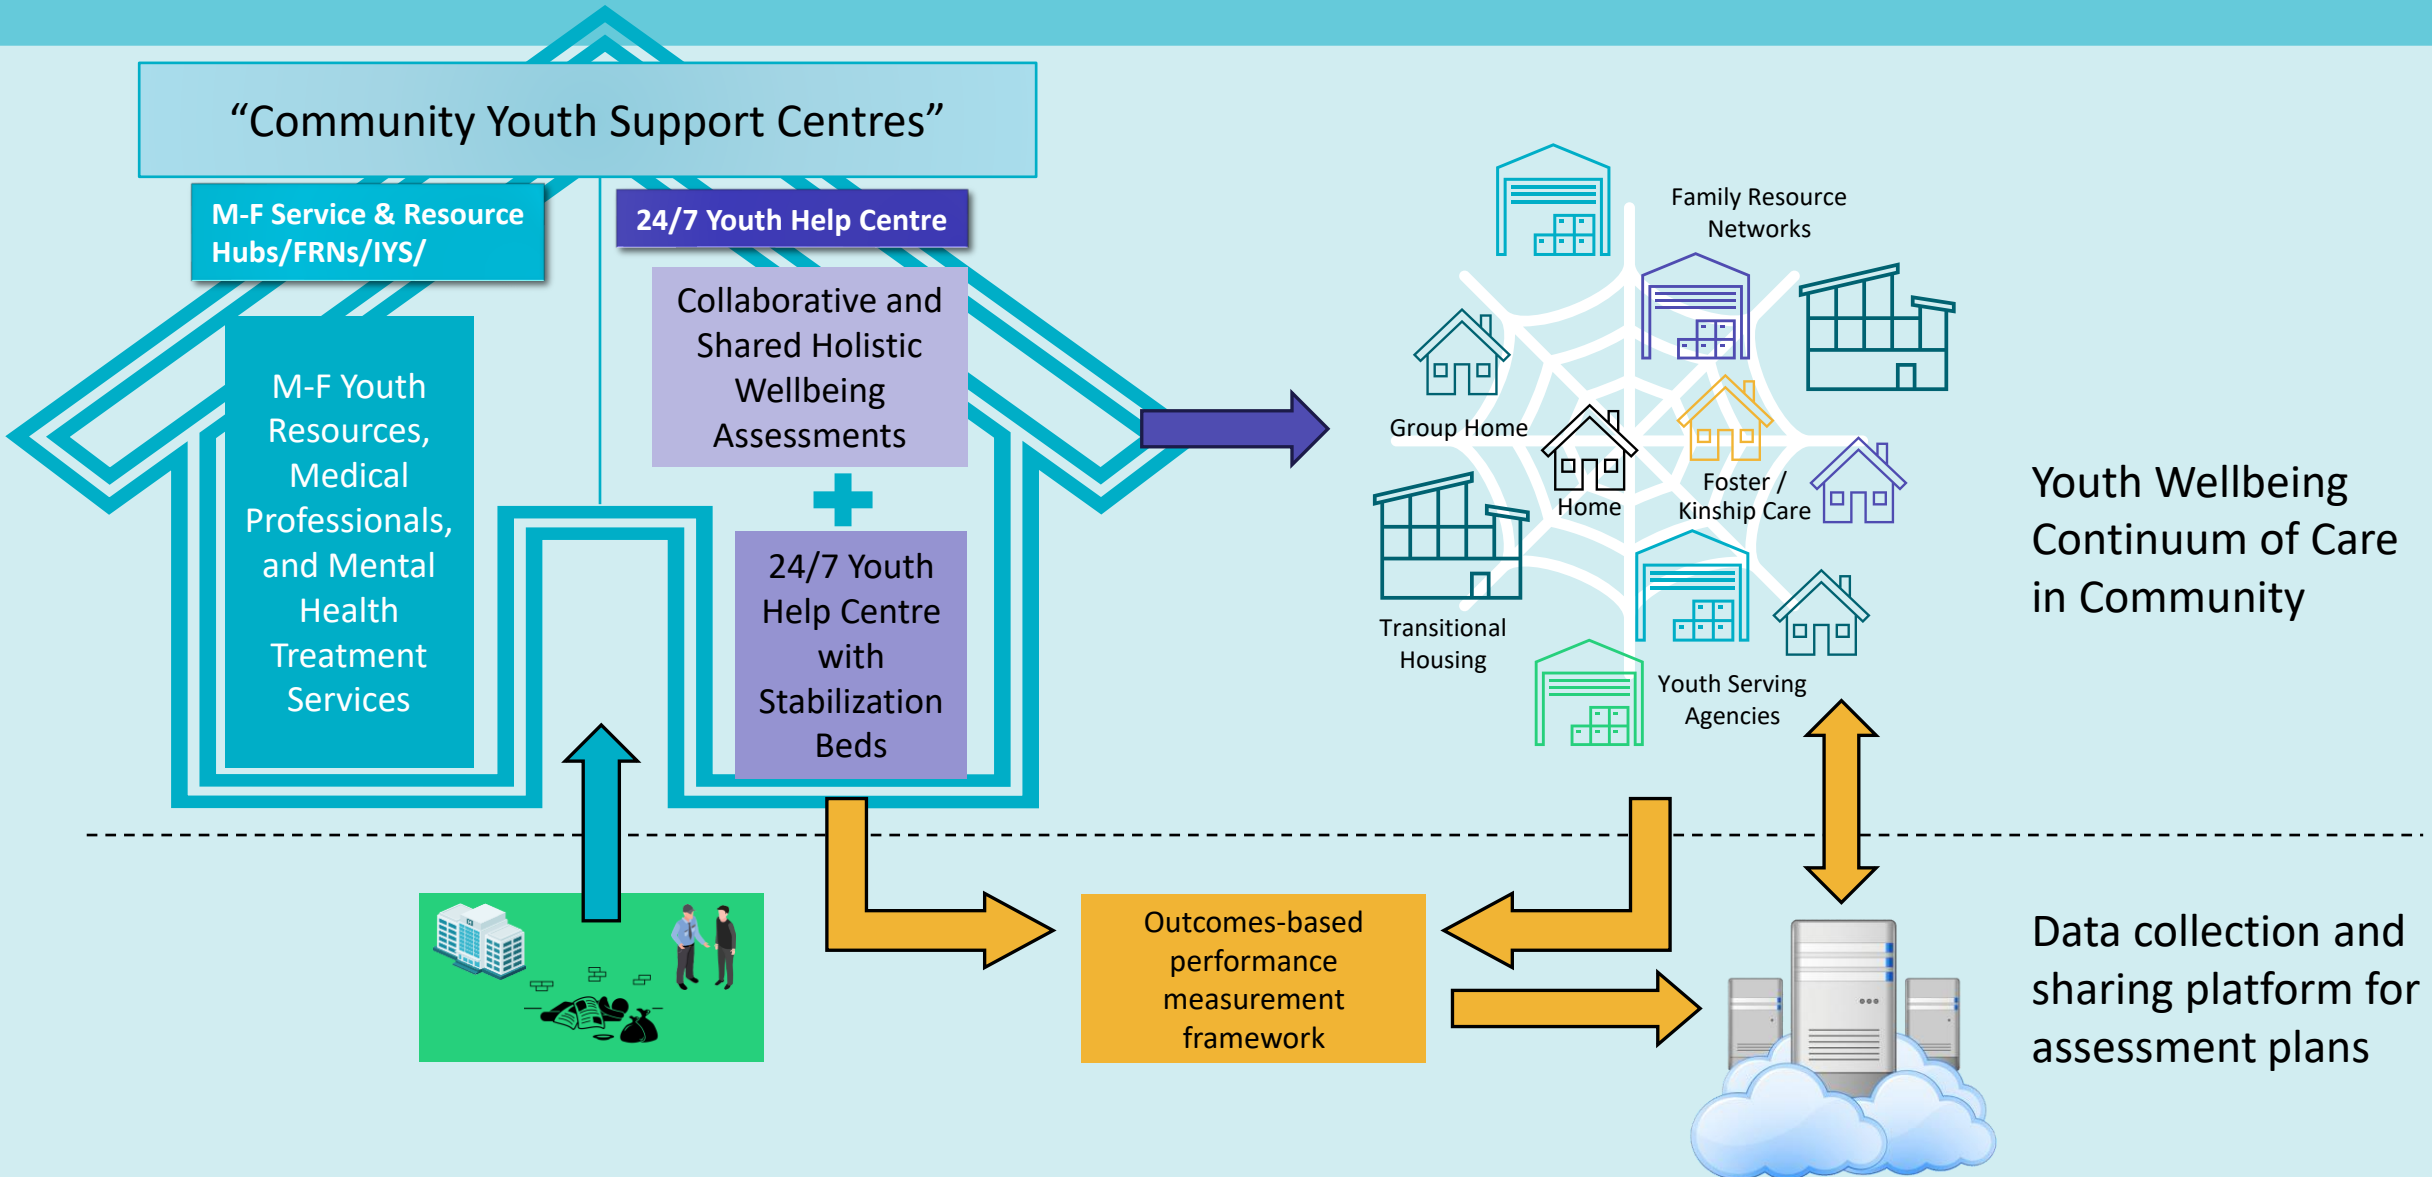 “Community Youth Support Centres”
M-F Service & Resource
Hubs/FRNs/IYS/
24/7 Youth Help Centre
M-F Youth
Resources,
Medical
Professionals,
and Mental
Health
Treatment
Services
Collaborative and
Shared Holistic
Wellbeing
Assessments
24/7 Youth
Help Centre
with
Stabilization
Beds
Family Resource
Networks
Group Home
Home
Foster /
Kinship Care
Transitional
Housing
Youth Serving
Agencies
Youth Wellbeing
Continuum of Care
in Community
Outcomes-based
performance
measurement
framework
Data collection and
sharing platform for
assessment plans